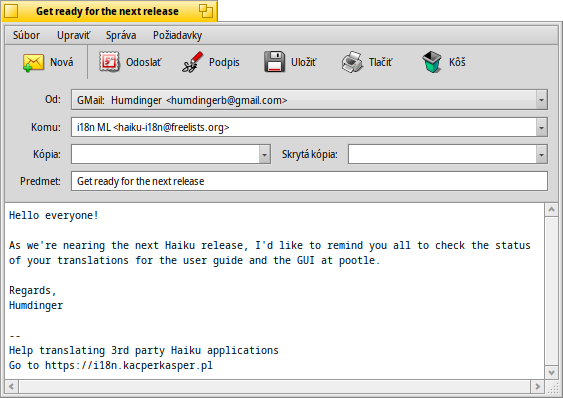 Get ready for the next release
Súbor Upraviť Správa Požiadavky
Nová Odoslať Podpis Uložiť Tlačiť Kôš
Od: GMail: Humdinger <humdingerb@gmail.com>
Komu: i18n ML <haiku-i18n@freelists.org>
Kópia: Skrytá kópia:
Predmet: Get ready for the next release
Hello everyone!
As we're nearing the next Haiku release, I'd like to remind you all to check the status
of your translations for the user guide and the GUI at pootle.
Regards,
Humdinger
--
Help translating 3rd party Haiku applications
Go to https://i18n.kacperkasper.pl